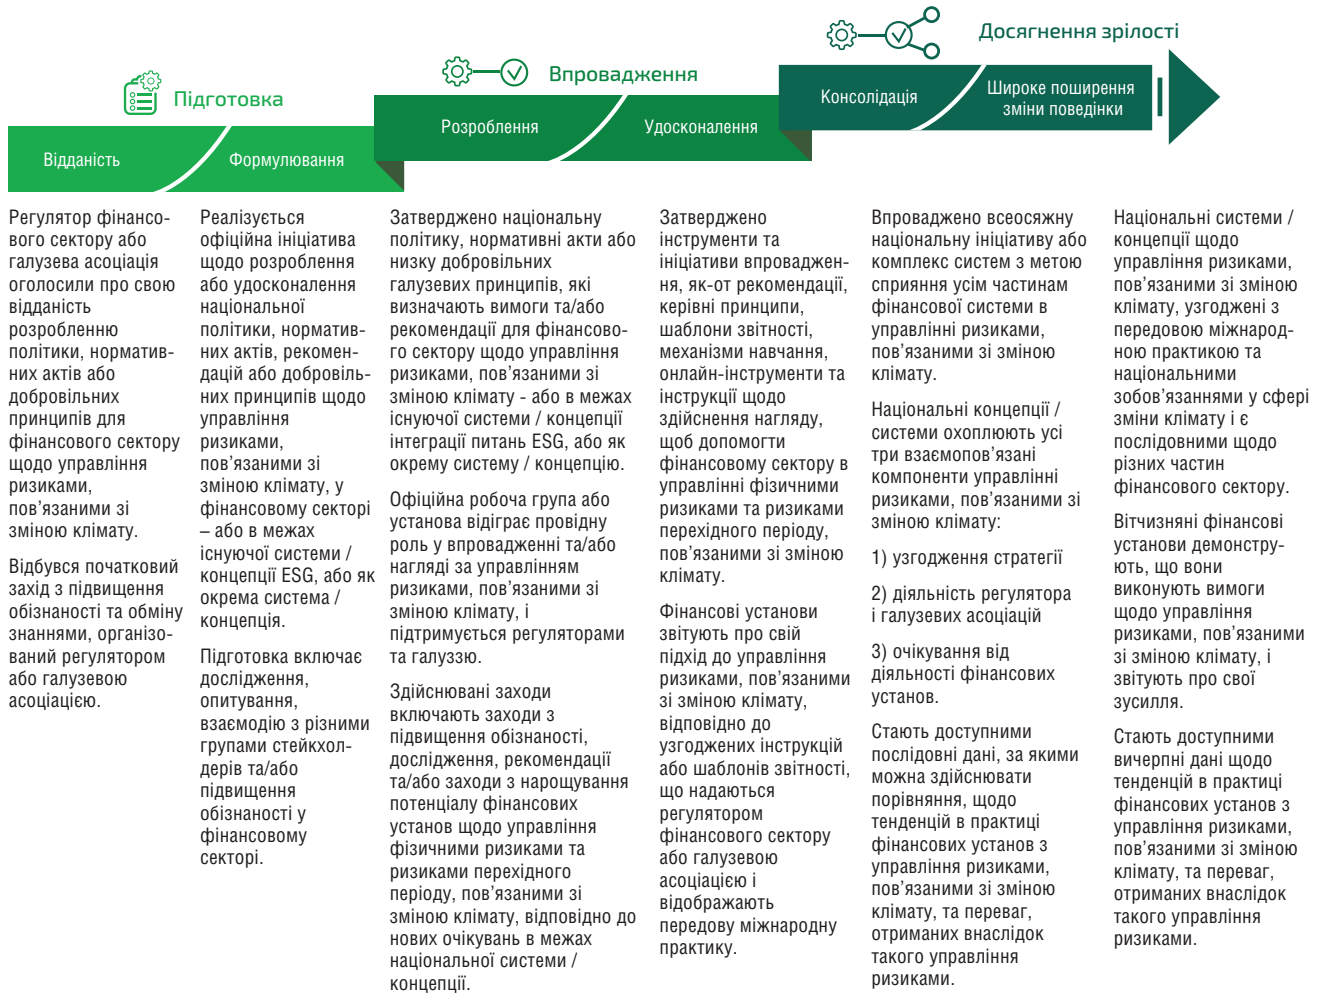 Підготовка
Відданість
Формулювання
Впровадження
Розроблення
Удосконалення
Досягнення зрілості
Консолідація
Широке поширення
зміни поведінки
Регулятор фінансо-
вого сектору або
галузева асоціація
оголосили про свою
відданість
розробленню
політики, норматив-
них актів або
добровільних
принципів для
фінансового сектору
щодо управління
ризиками,
пов’язаними зі
зміною клімату.
Відбувся початковий
захід з підвищення
обізнаності та обміну
знаннями, організо-
ваний регулятором
або галузевою
асоціацією.
Реалізується
офіційна ініціатива
щодо розроблення
або удосконалення
національної
політики, норматив-
них актів, рекомен-
дацій або добровіль-
них принципів щодо
управління
ризиками,
пов’язаними зі
зміною клімату, у
фінансовому секторі
– або в межах
існуючої системи /
концепції ESG, або як
окрема система /
концепція.
Підготовка включає
дослідження,
опитування,
взаємодію з різними
групами стейкхол-
дерів та/або
підвищення
обізнаності у
фінансовому
секторі.
Затверджено національну
політику, нормативні акти або
низку добровільних
галузевих принципів, які
визначають вимоги та/або
рекомендації для фінансово-
го сектору щодо управління
ризиками, пов’язаними зі
зміною клімату - або в межах
існуючої системи / концепції
інтеграції питань ESG, або як
окрему систему / концепцію.
Офіційна робоча група або
установа відіграє провідну
роль у впровадженні та/або
нагляді за управлінням
ризиками, пов’язаними зі
зміною клімату, і
підтримується регуляторами
та галуззю.
Здійснювані заходи
включають заходи з
підвищення обізнаності,
дослідження, рекомендації
та/або заходи з нарощування
потенціалу фінансових
установ щодо управління
фізичними ризиками та
ризиками перехідного
періоду, пов’язаними зі
зміною клімату, відповідно до
нових очікувань в межах
національної системи /
концепції.
Затверджено
інструменти та
ініціативи впроваджен-
ня, як-от рекомендації,
керівні принципи,
шаблони звітності,
механізми навчання,
онлайн-інструменти та
інструкції щодо
здійснення нагляду,
щоб допомогти
фінансовому сектору в
управлінні фізичними
ризиками та ризиками
перехідного періоду,
пов’язаними зі зміною
клімату.
Фінансові установи
звітують про свій
підхід до управління
ризиками, пов’язаними
зі зміною клімату,
відповідно до
узгоджених інструкцій
або шаблонів звітності,
що надаються
регулятором
фінансового сектору
або галузевою
асоціацією і
відображають
передову міжнародну
практику.
Впроваджено всеосяжну
національну ініціативу або
комплекс систем з метою
сприяння усім частинам
фінансової системи в
управлінні ризиками,
пов’язаними зі зміною
клімату.
Національні концепції /
системи охоплюють усі
три взаємопов’язані
компоненти управлінні
ризиками, пов’язаними зі
зміною клімату:
1) узгодження стратегії
2) діяльність регулятора
і галузевих асоціацій
3) очікування від
діяльності фінансових
установ.
Стають доступними
послідовні дані, за якими
можна здійснювати
порівняння, щодо
тенденцій в практиці
фінансових установ з
управління ризиками,
пов’язаними зі зміною
клімату, та переваг,
отриманих внаслідок
такого управління
ризиками.
Національні системи /
концепції щодо
управління ризиками,
пов’язаними зі зміною
клімату, узгоджені з
передовою міжнарод-
ною практикою та
національними
зобов’язаннями у сфері
зміни клімату і є
послідовними щодо
різних частин
фінансового сектору.
Вітчизняні фінансові
установи демонстру-
ють, що вони
виконують вимоги
щодо управління
ризиками, пов’язаними
зі зміною клімату, і
звітують про свої
зусилля.
Стають доступними
вичерпні дані щодо
тенденцій в практиці
фінансових установ з
управління ризиками,
пов’язаними зі зміною
клімату, та переваг,
отриманих внаслідок
такого управління
ризиками.